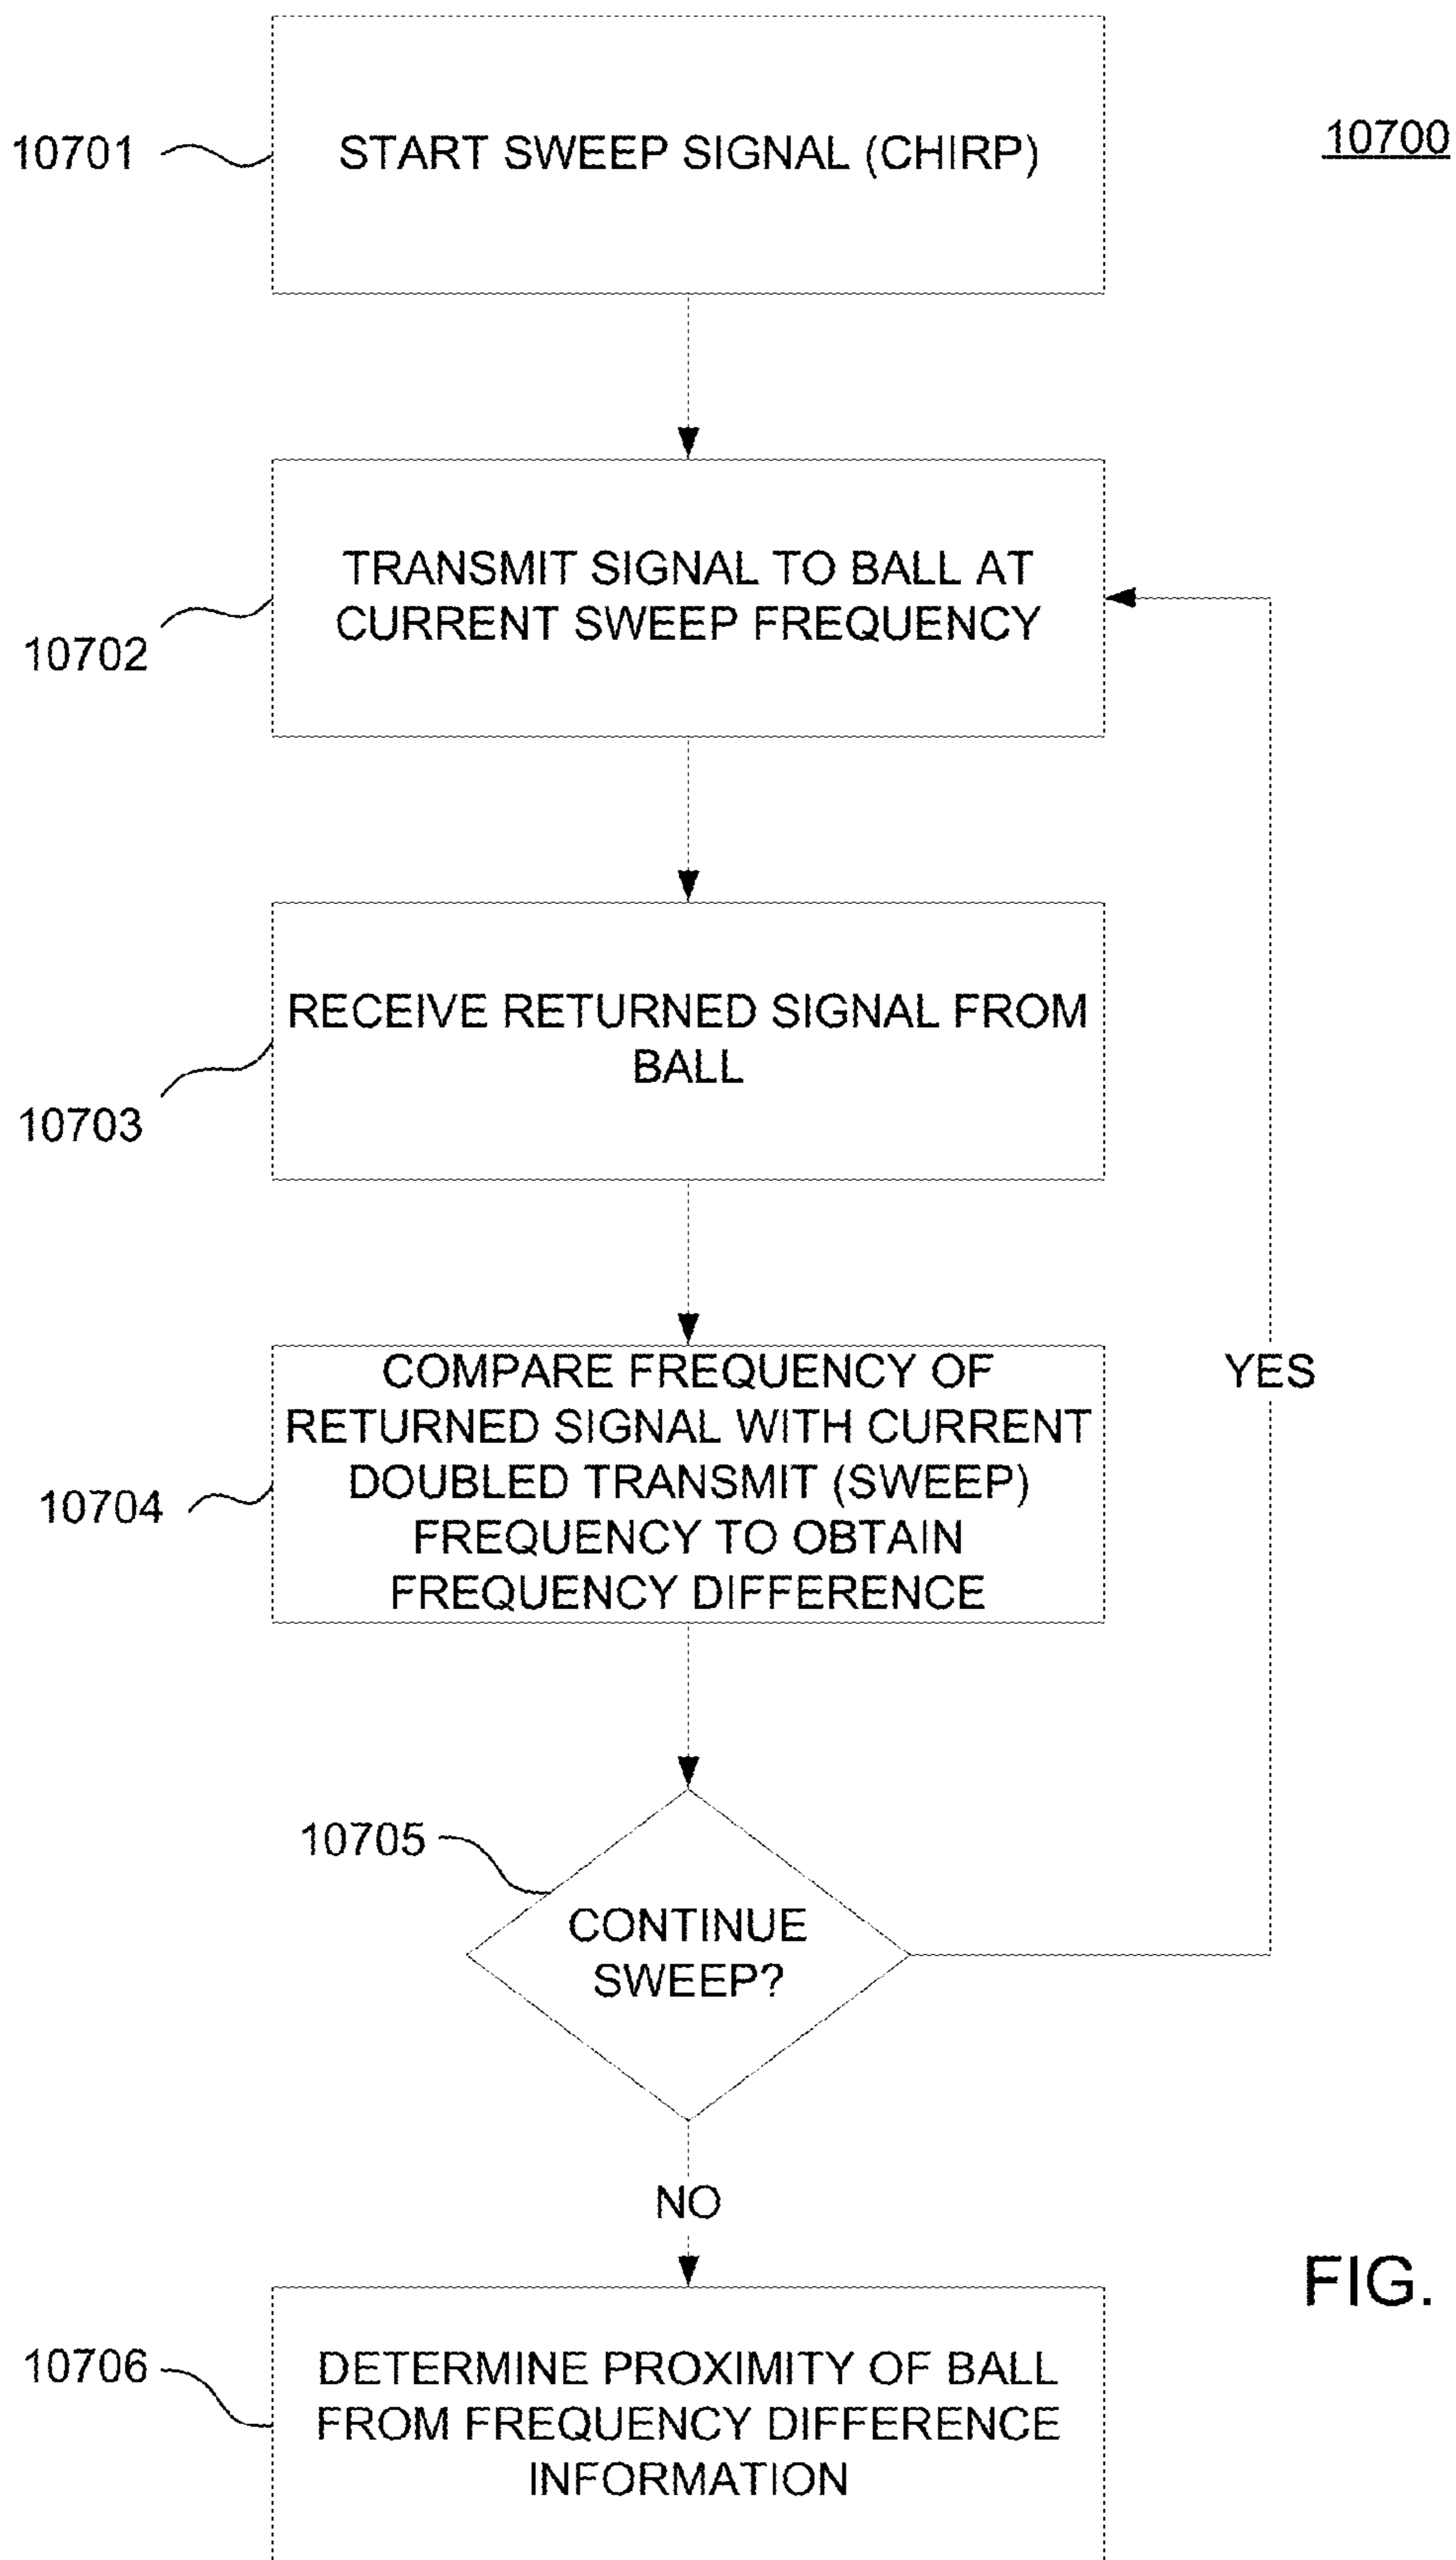 10700
10701
START SWEEP SIGNAL (CHIRP)
TRANSMIT SIGNAL TO BALL AT
CURRENT SWEEP FREQUENCY
10702
RECEIVE RETURNED SIGNAL FROM
BALL
10703
COMPARE FREQUENCY OF
RETURNED SIGNAL WITH CURRENT
DOUBLED TRANSMIT (SWEEP)
FREQUENCY TO OBTAIN
FREQUENCY DIFFERENCE
10704
YES
10705
CONTINUE
SWEEP?
NO
FIG.
10706
DETERMINE PROXIMITY OF BALL
FROM FREQUENCY DIFFERENCE
INFORMATION